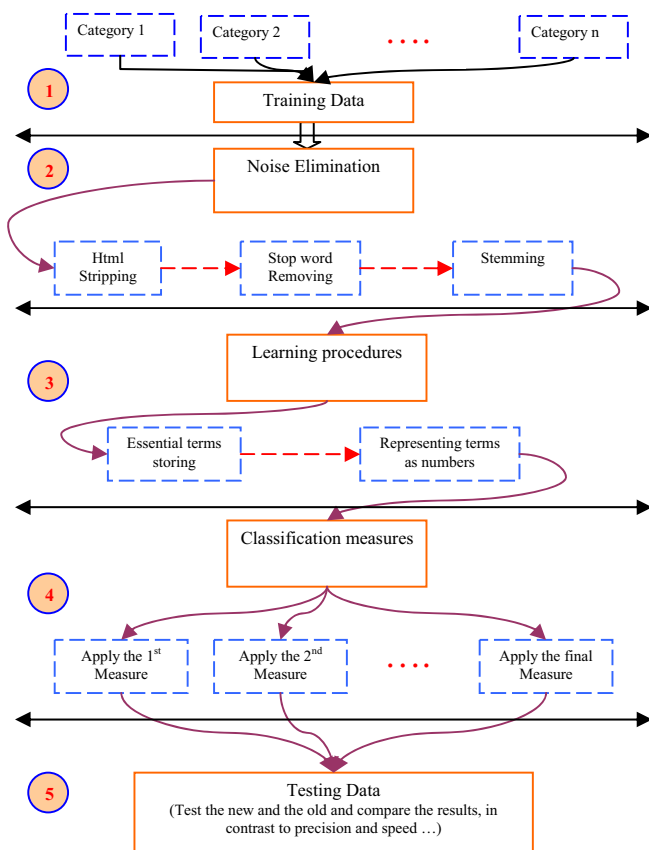 Category 1
Category 2
. . . .
Category n
1
Training Data
2
Noise Elimination
Html
Stripping
Stop word
Removing
Stemming
Learning procedures
3
Essential terms
storing
Representing terms
as numbers
Classification measures
4
Apply the 1st
Measure
Apply the 2nd
Measure
. . . .
Apply the final
Measure
5
Testing Data
(Test the new and the old and compare the results, in
contrast to precision and speed …)